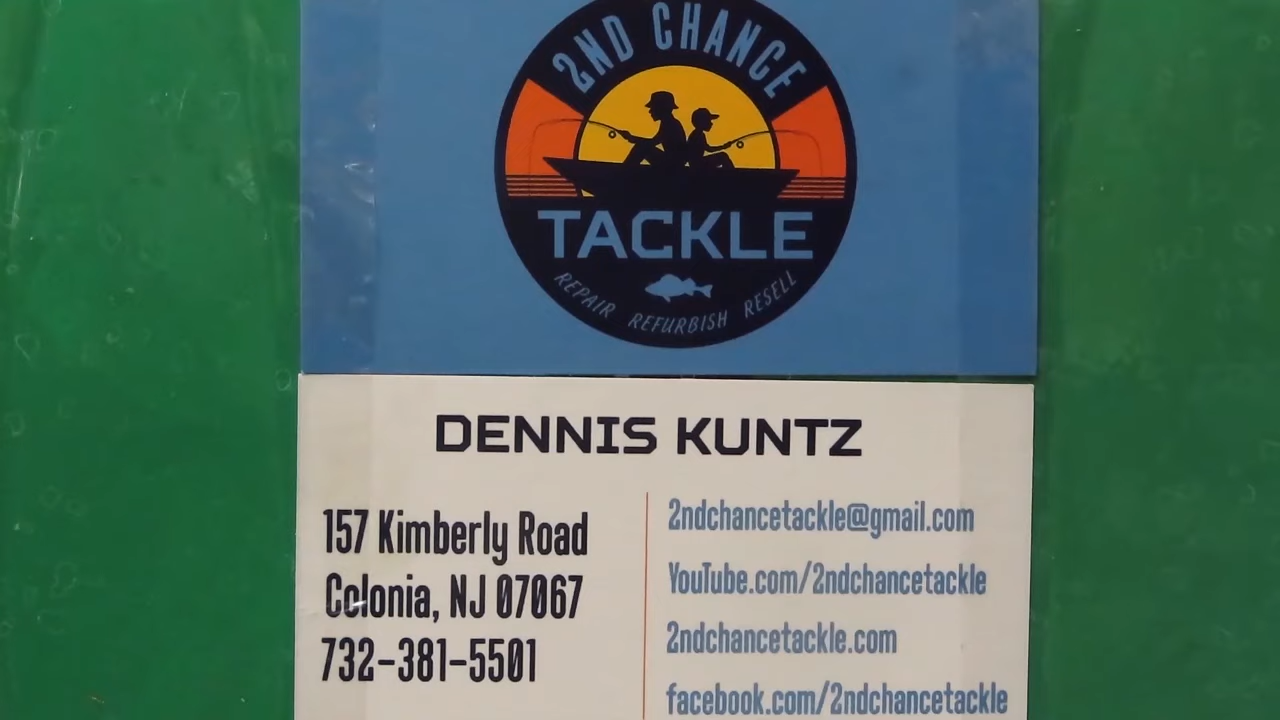 2ND CHANCE
TACKLE
REPAIR REFURBISH RESELL
DENNIS KUNTZ
157 Kimberly Road
Colonia, NJ 07067
732-381-5501
2ndchancetackle@gmail.com
YouTube.com/2ndchancetackle
2ndchancetackle.com
facebook.com/2ndchancetackle